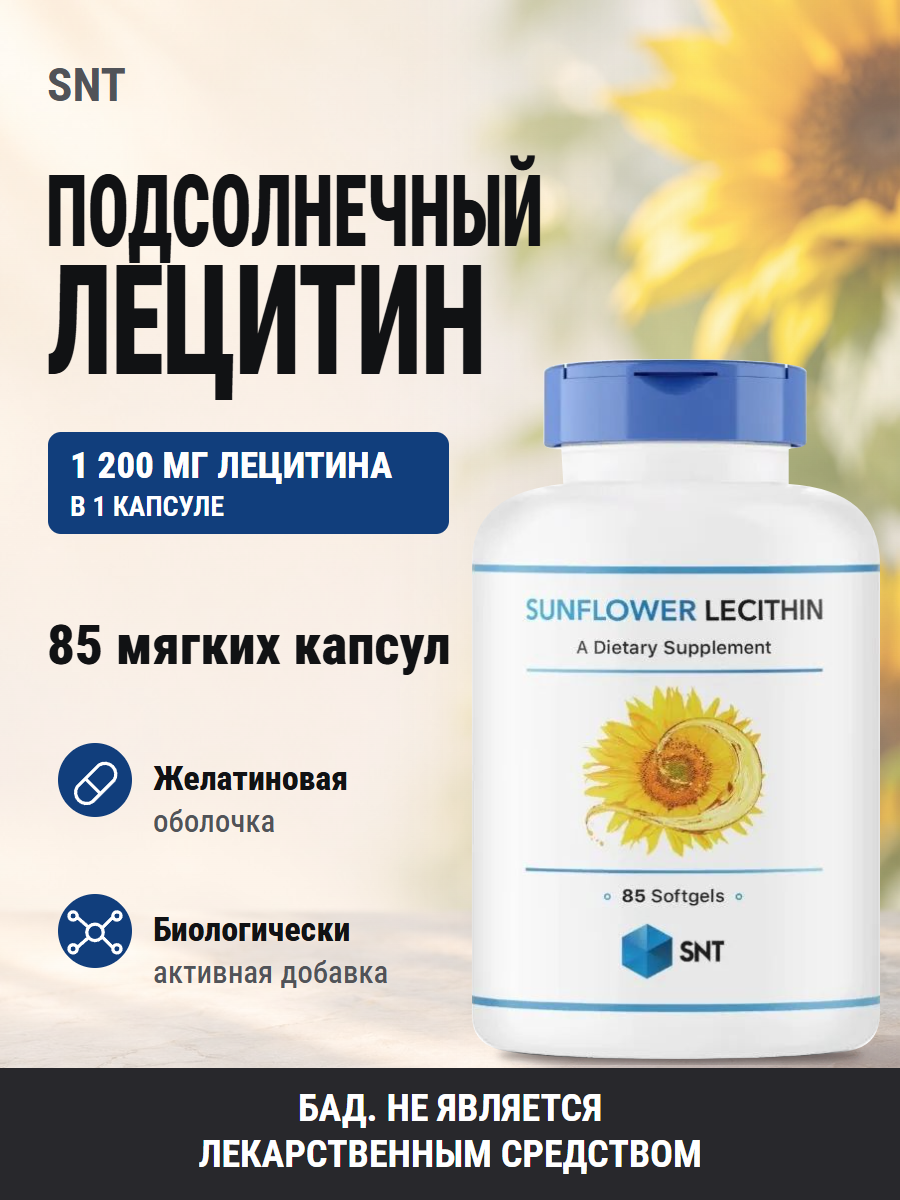 SNT
ПОДСОЛНЕЧНЫЙ
ЛЕЦИТИН
1 200 МГ ЛЕЦИТИНА
В 1 КАПСУЛЕ
85 мягких капсул
Желатиновая
оболочка
Биологически
активная добавка
SUNFLOWER LECITHIN
A Dietary Supplement
85 Softgels
SNT
БАД. НЕ ЯВЛЯЕТСЯ
ЛЕКАРСТВЕННЫМ СРЕДСТВОМ